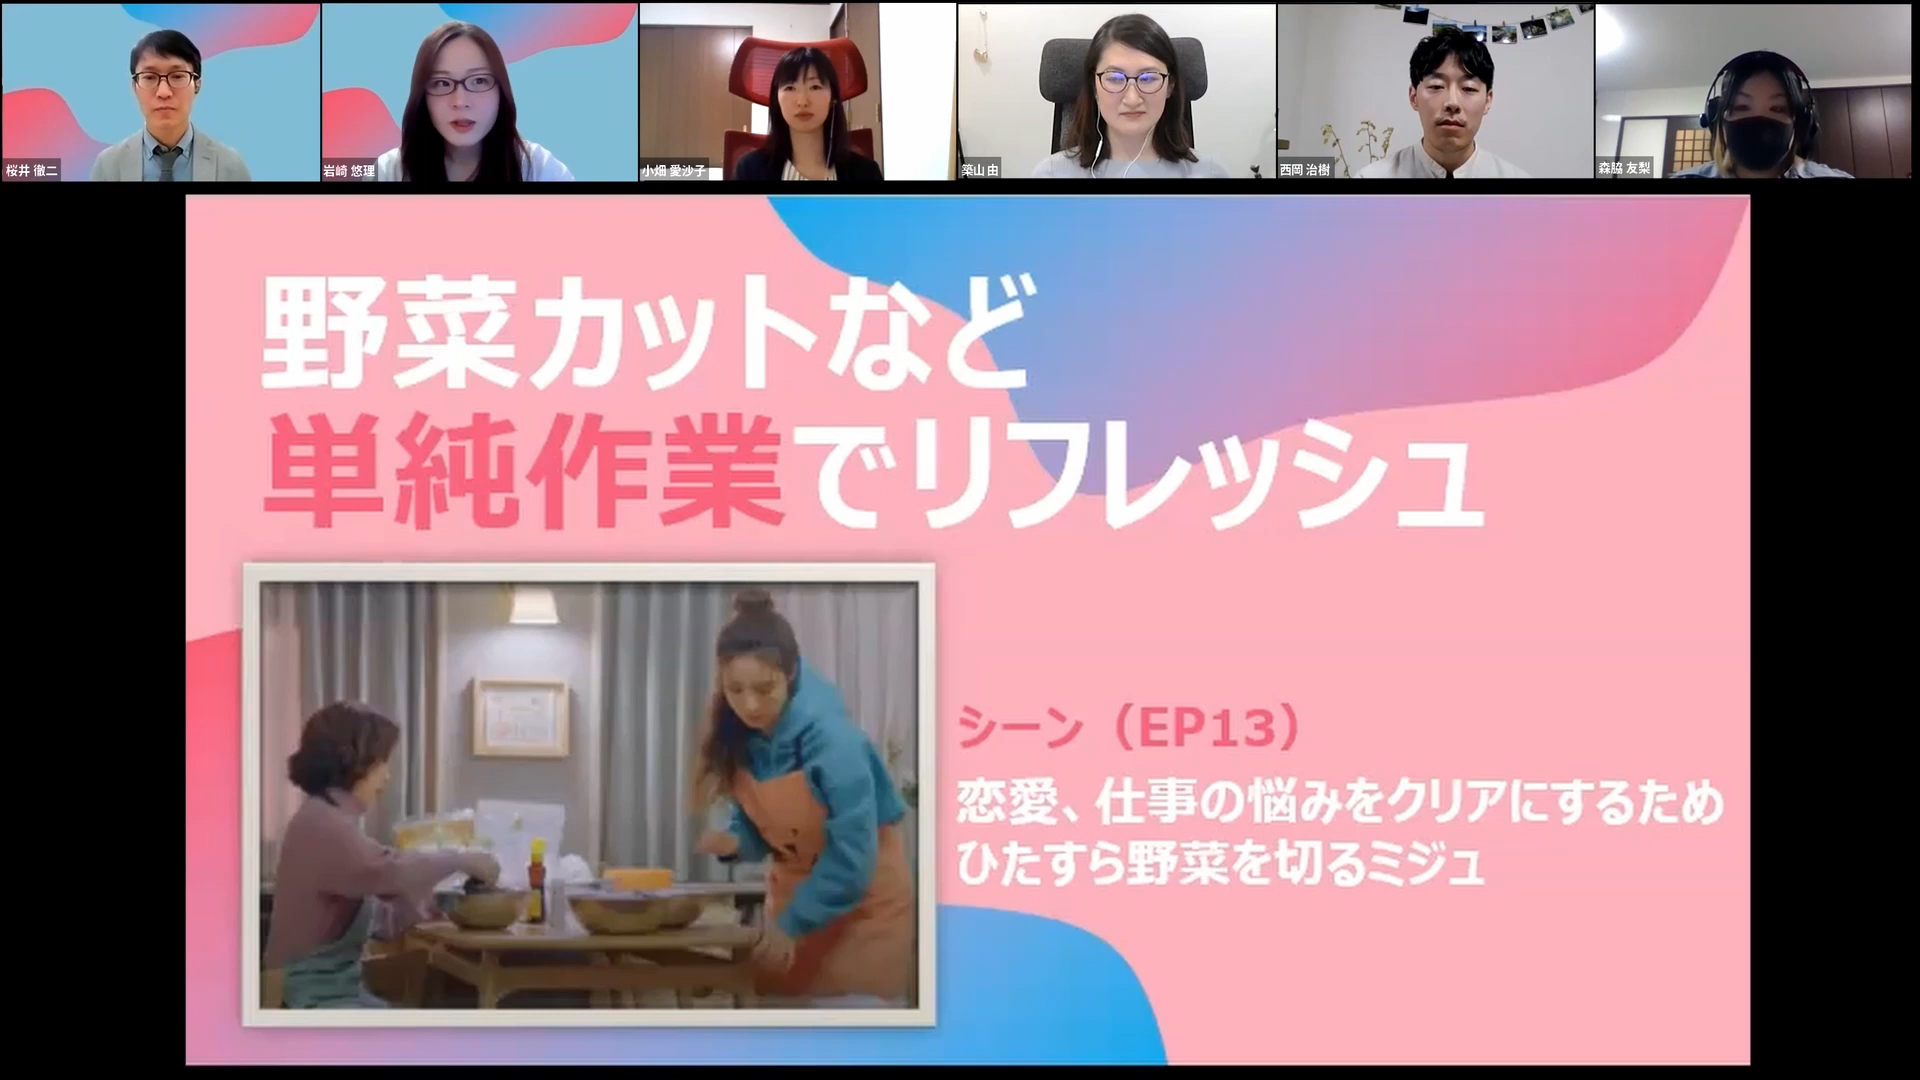 桜井 徹二
岩崎 悠理
小畑 愛沙子
築山 由
西岡 治樹
森脇 友梨
野菜カットなど
単純作業でリフレッシュ
シーン（EP13）
恋愛、仕事の悩みをクリアにするため
ひたすら野菜を切るミジュ